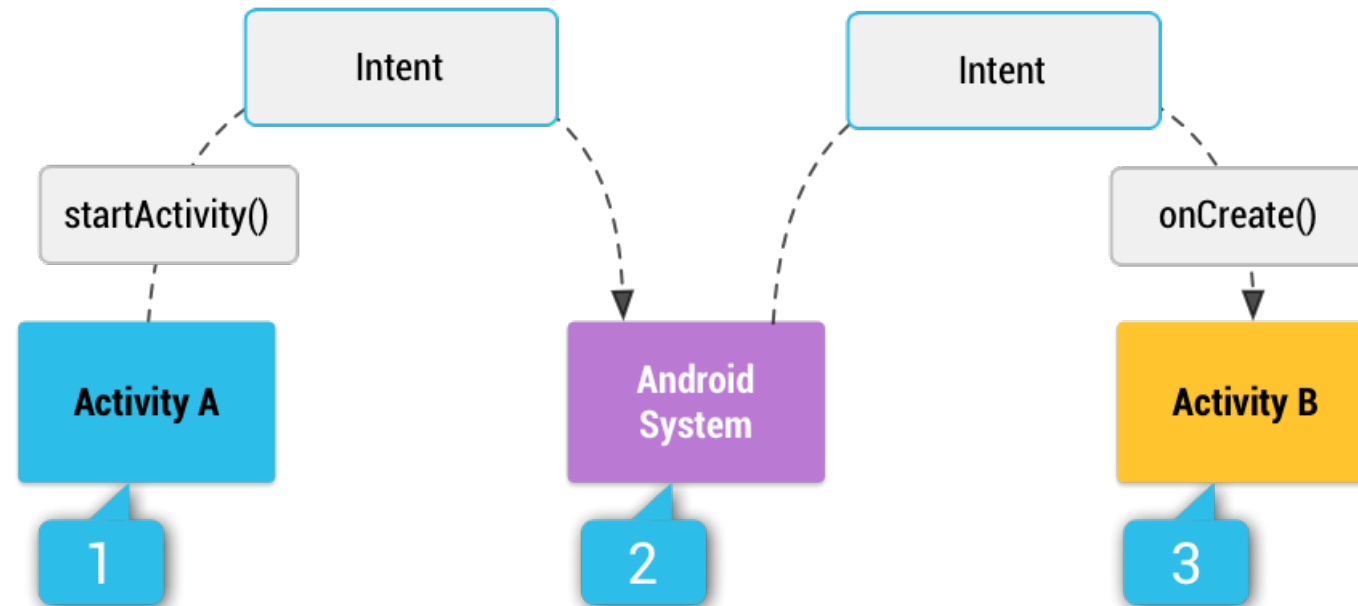 Intent
Intent
startActivity()
onCreate()
Activity A
Android
System
Activity B
1
2
3